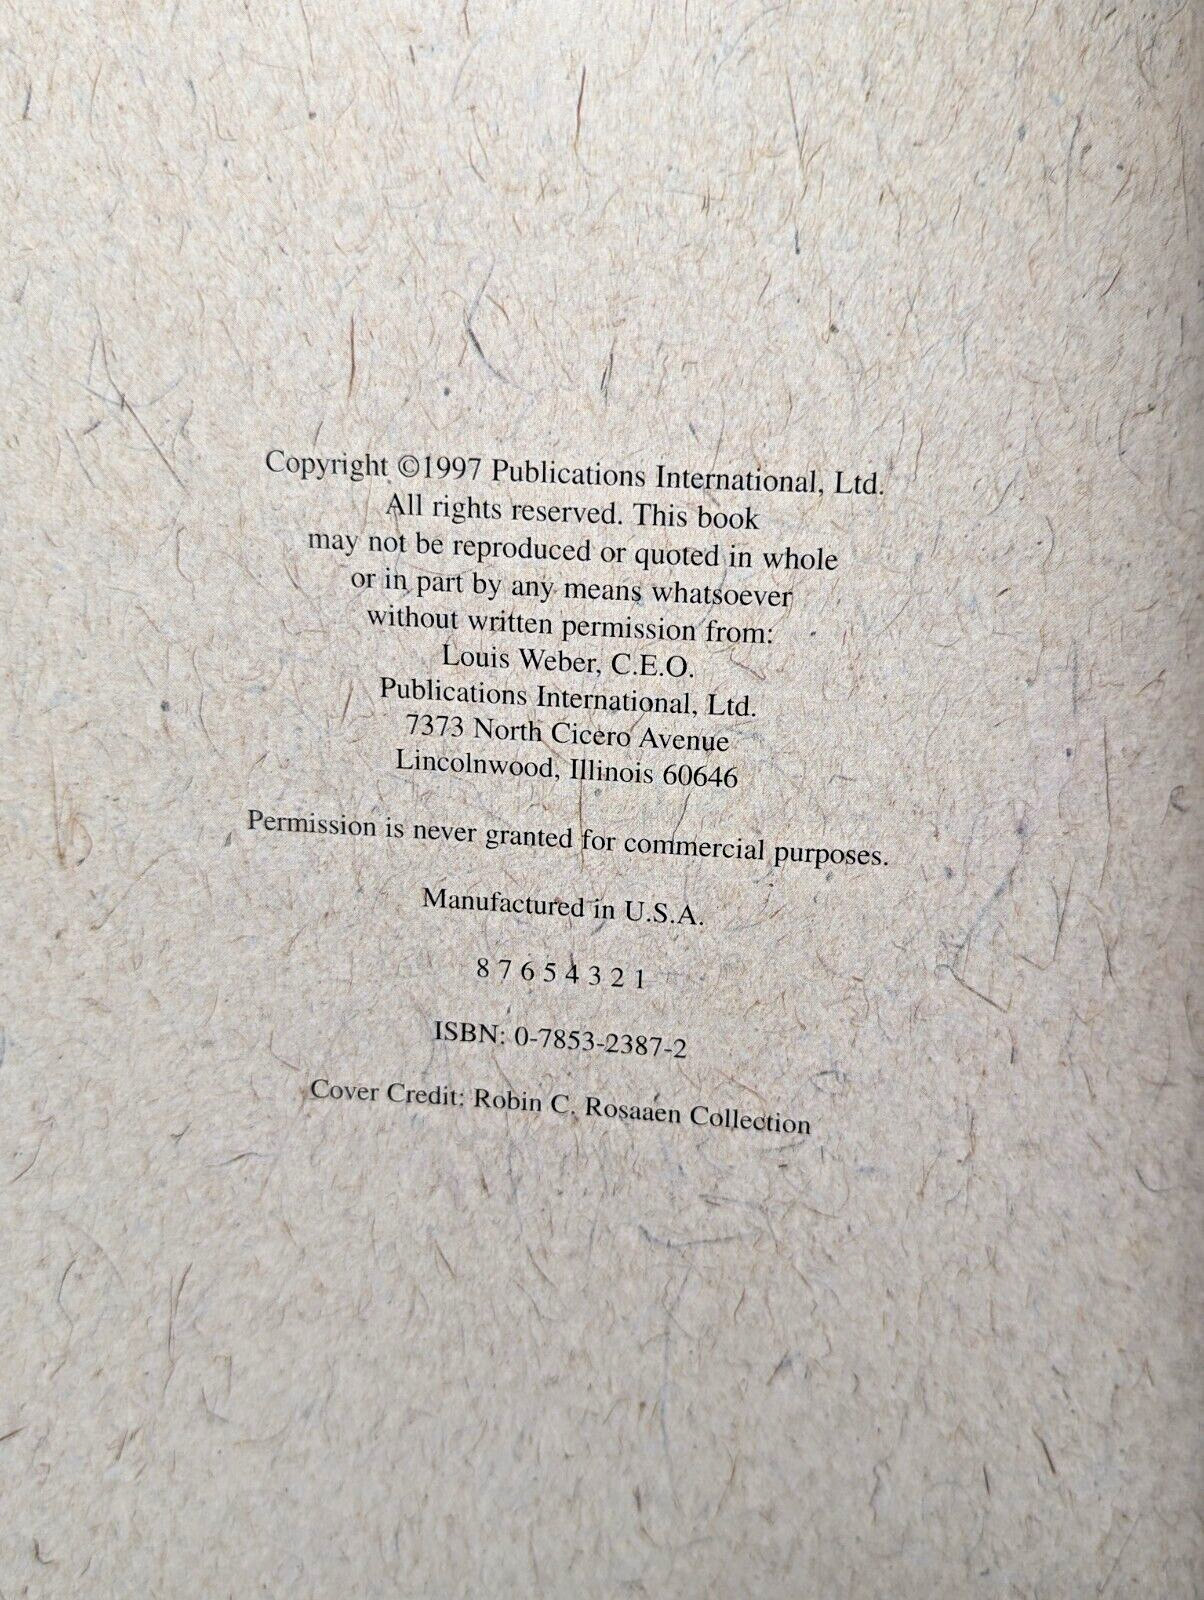 Copyright ©1997 Publications International, Ltd.
All rights reserved. This book
may not be reproduced or quoted in whole
or in part by any means whatsoever
without written permission from:
Louis Weber, C.E.O.
Publications International, Ltd.
7373 North Cicero Avenue
Lincolnwood, Illinois 60646
Permission is never granted for commercial purposes.
Manufactured in U.S.A.
8 7 6 5 4 3 2 1
ISBN: 0-7853-2387-2
Cover Credit: Robin C. Rosaaen Collection